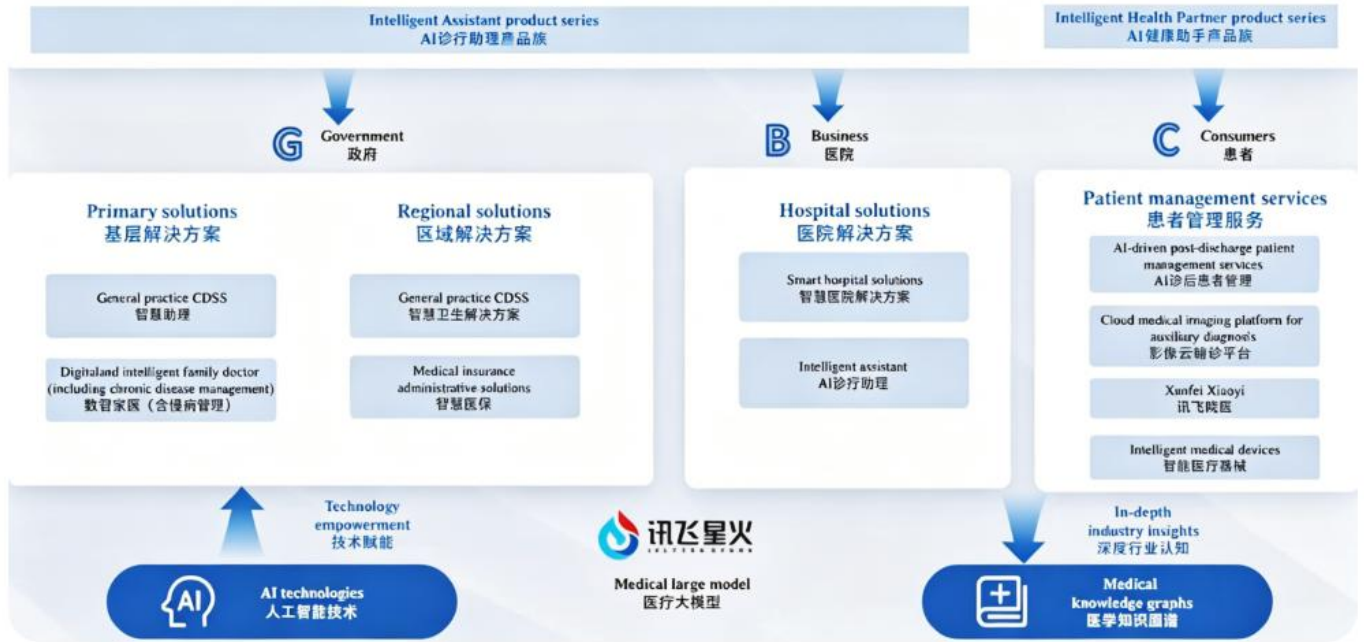 Intelligent Assistant product series
AI诊行助理产品族
Intelligent Health Partner product series
AI健康助手产品族
G
Government
政府
B
Business
医院
C
Consumers
患者
Primary solutions
基层解决方案
General practice CDSS
智慧助理
Digitaland intelligent family doctor
(including chronic disease management)
数智家医（含慢病管理）
Regional solutions
区域解决方案
General practice CDSS
智慧卫生解决方案
Medical insurance
administrative solutions
智慧医保
Hospital solutions
医院解决方案
Smart hospital solutions
智慧医院解决方案
Intelligent assistant
AI诊疗助理
Patient management services
患者管理服务
AI-driven post-discharge patient
management services
AI诊后患者管理
Cloud medical imaging platform for
auxiliary diagnosis
影像云辅诊平台
Xunfei Xiaoyi
讯飞晓医
Intelligent medical devices
智能医疗器械
Technology
empowerment
技术赋能
AI
AI technologies
人工智能技术
讯飞星火
Medical large model
医疗大模型
In-depth
industry insights
深度行业认知
Medical
knowledge graphs
医学知识图谱